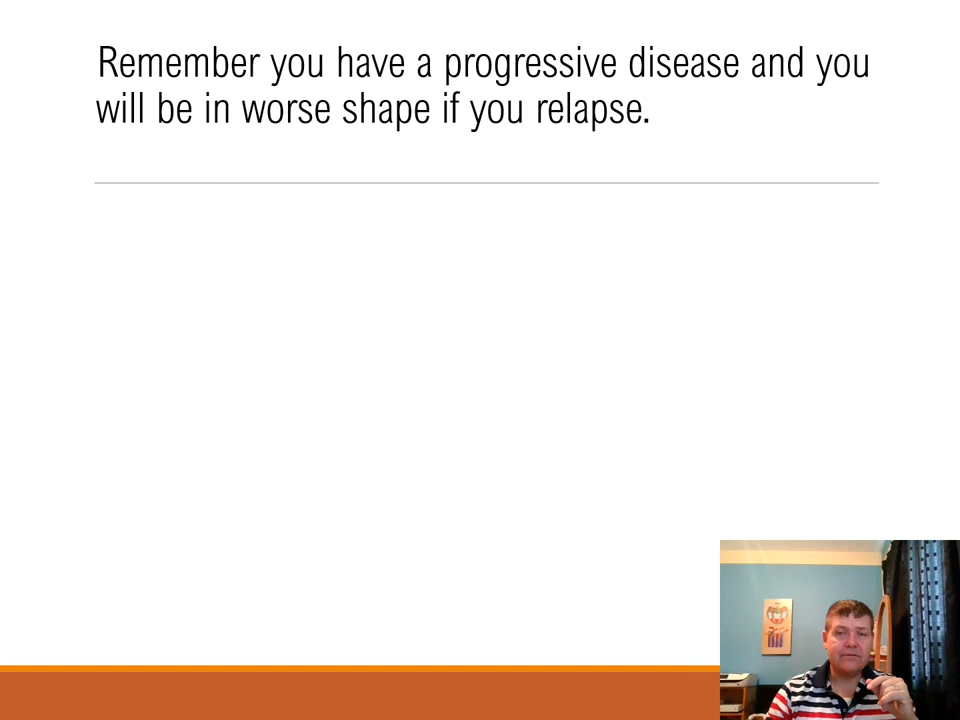 Remember you have a progressive disease and you
will be in worse shape if you relapse.